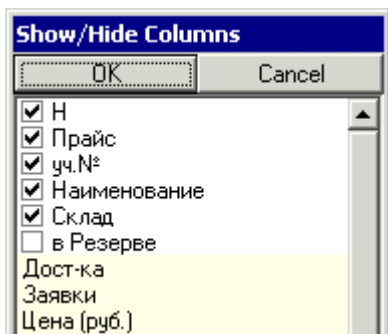 Show/Hide Columns
OK Cancel
Н
Прайс
уч.№
Наименование
Склад
в Резерве
Дост-ка
Заявки
Цена (руб.)